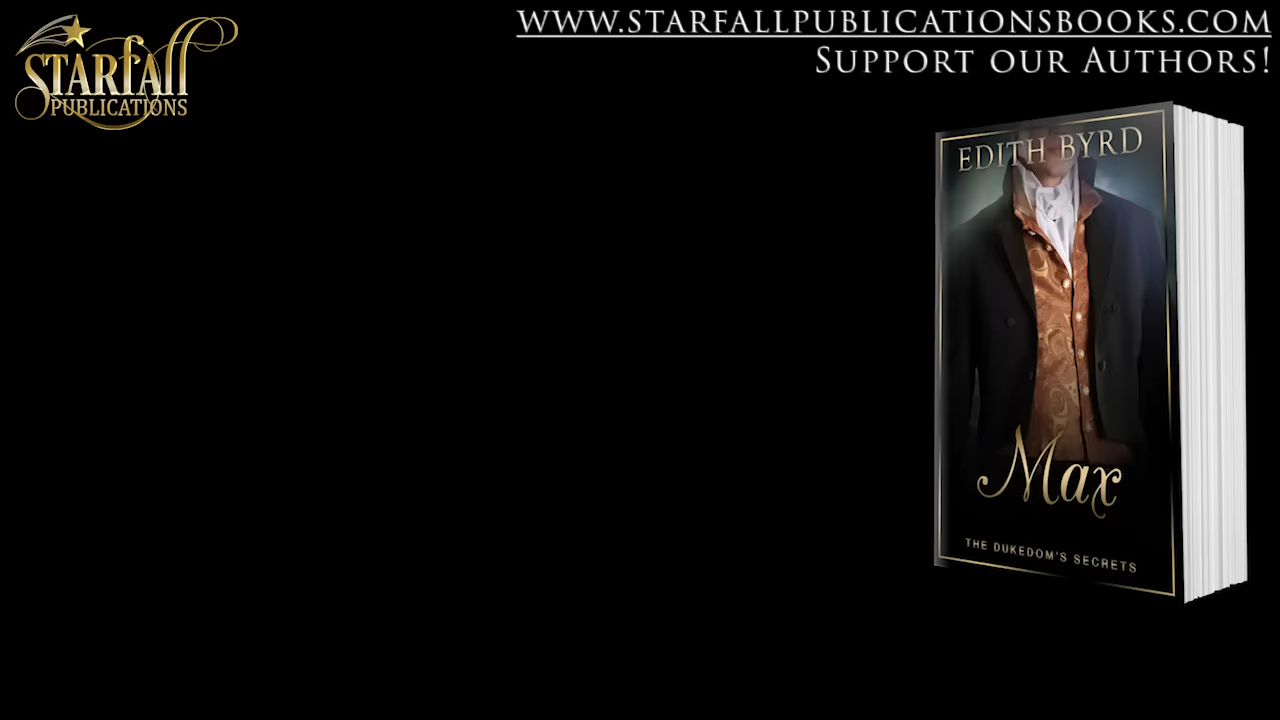 STARfall
PUBLICATIONS
WWW.STARFALLPUBLICATIONSBOOKS.COM
SUPPORT OUR AUTHORS!
EDITH BYRD
Max
THE DUKEDOM'S SECRETS